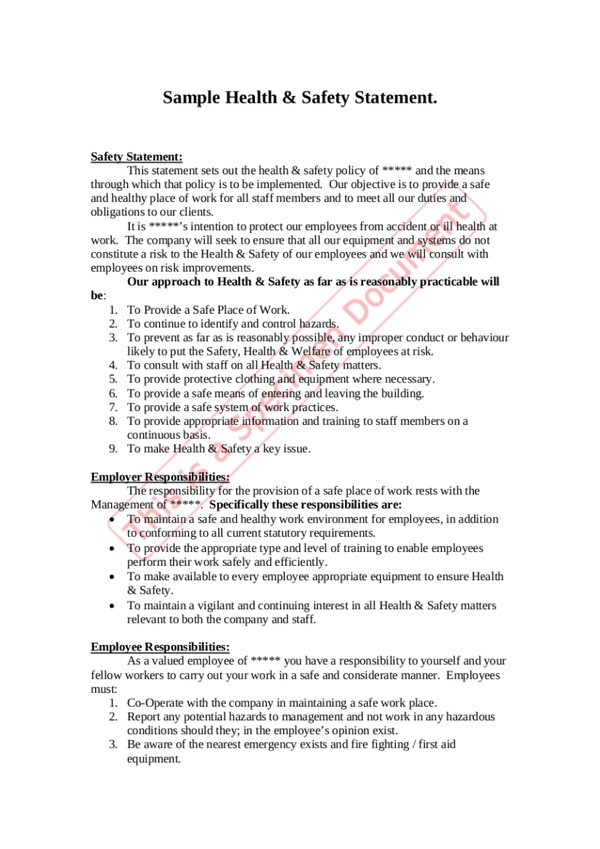 Sample Health & Safety Statement.
Safety Statement:
This statement sets out the health & safety policy of ***** and the means
through which that policy is to be implemented.  Our objective is to provide a safe
and healthy place of work for all staff members and to meet all our duties and
obligations to our clients.
It is *****'s intention to protect our employees from accident or ill health at
work.  The company will seek to ensure that all our equipment and systems do not
constitute a risk to the Health & Safety of our employees and we will consult with
employees on risk improvements.
Our approach to Health & Safety as far as is reasonably practicable will
be:
1. To Provide a Safe Place of Work.
2. To continue to identify and control hazards.
3. To prevent as far as is reasonably possible, any improper conduct or behaviour
likely to put the Safety, Health & Welfare of employees at risk.
4. To consult with staff on all Health & Safety matters.
5. To provide protective clothing and equipment where necessary.
6. To provide a safe means of entering and leaving the building.
7. To provide a safe system of work practices.
8. To provide appropriate information and training to staff members on a
continuous basis.
9. To make Health & Safety a key issue.
Employer Responsibilities:
The responsibility for the provision of a safe place of work rests with the
Management of *****.  Specifically these responsibilities are:
• To maintain a safe and healthy work environment for employees, in addition
to conforming to all current statutory requirements.
• To provide the appropriate type and level of training to enable employees
perform their work safely and efficiently.
• To make available to every employee appropriate equipment to ensure Health
& Safety.
• To maintain a vigilant and continuing interest in all Health & Safety matters
relevant to both the company and staff.
Employee Responsibilities:
As a valued employee of ***** you have a responsibility to yourself and your
fellow workers to carry out your work in a safe and considerate manner.  Employees
must:
1. Co-Operate with the company in maintaining a safe work place.
2. Report any potential hazards to management and not work in any hazardous
conditions should they; in the employee's opinion exist.
3. Be aware of the nearest emergency exists and fire fighting / first aid
equipment.
This is a Specimen Document